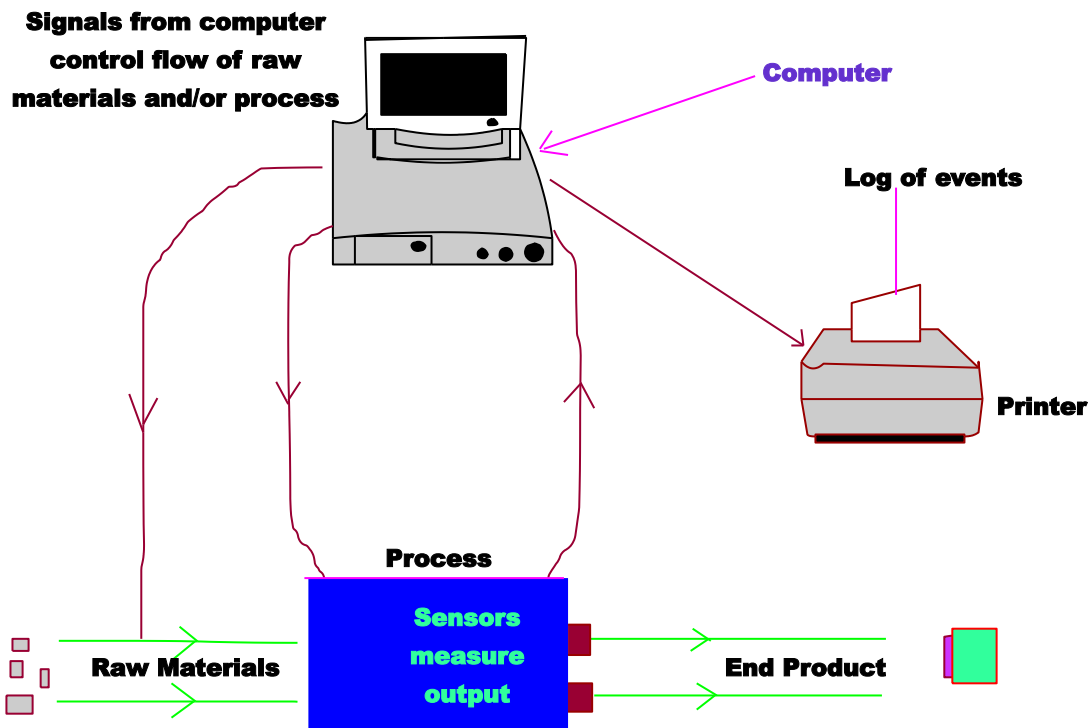 Signals from computer
control flow of raw
materials and/or process
Computer
Log of events
Printer
Process
Sensors
measure
output
Raw Materials
End Product